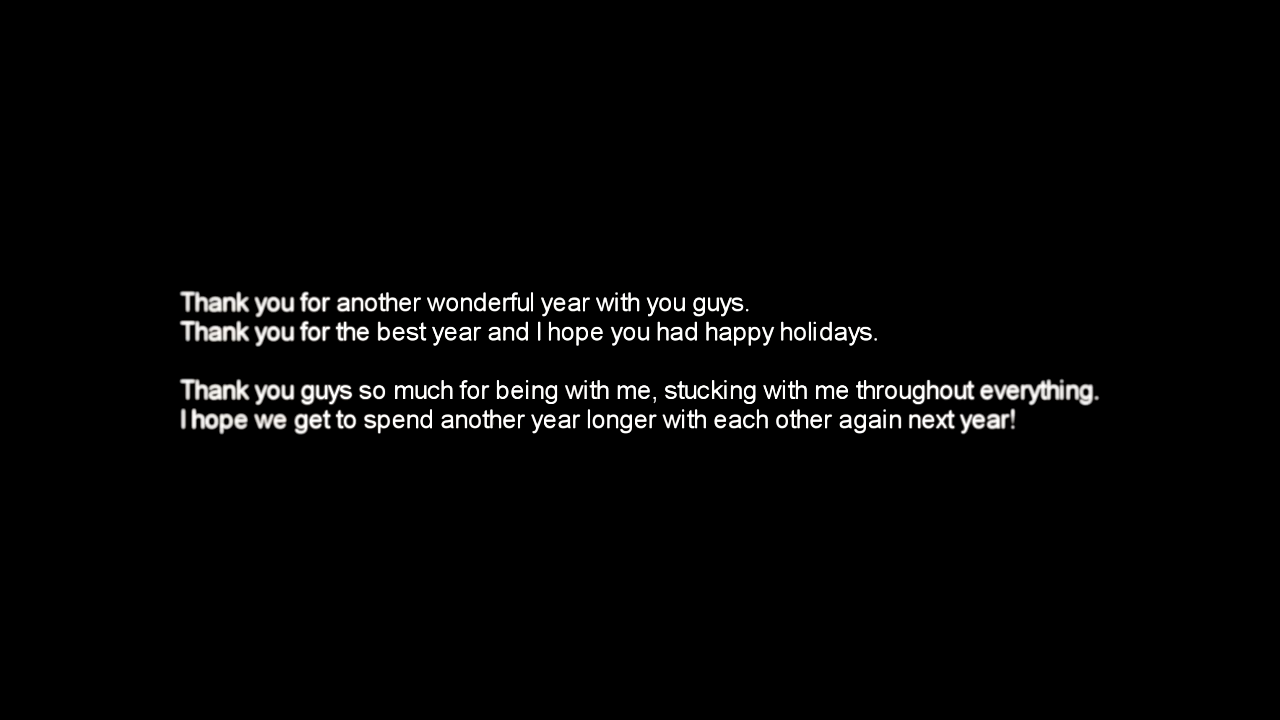 Thank you for another wonderful year with you guys.
Thank you for the best year and I hope you had happy holidays.
Thank you guys so much for being with me, stucking with me throughout everything.
I hope we get to spend another year longer with each other again next year!